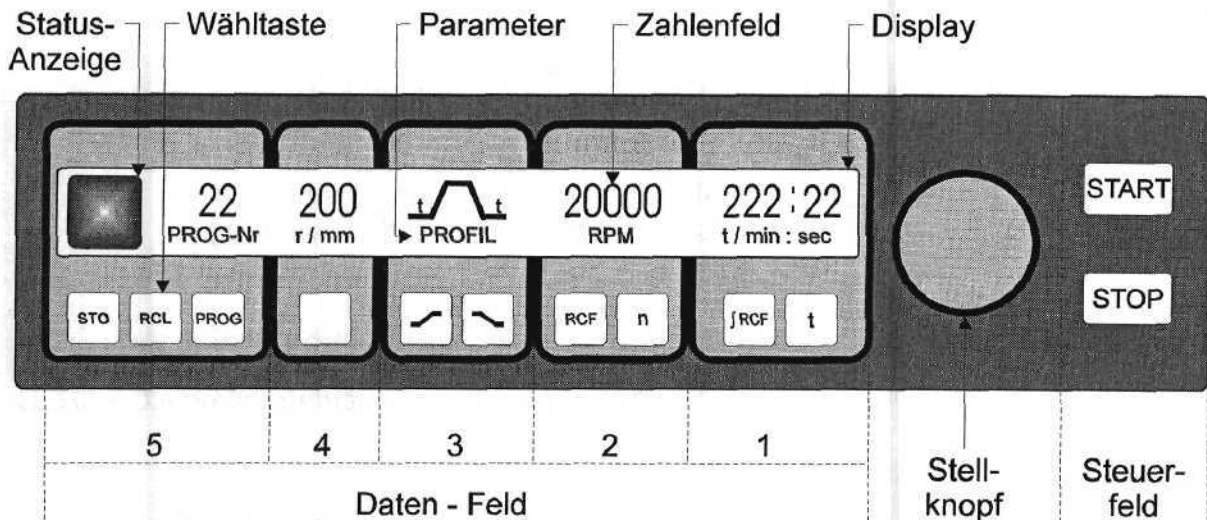 Status-
Anzeige
Wähltaste
Parameter
Zahlenfeld
Display
22 200 t t 20000 222:22
PROG-Nr r / mm ▶ PROFIL RPM t / min : sec
STO RCL PROG RCF n ∫RCF t
START
STOP
5 4 3 2 1
Daten - Feld
Stell-
knopf
Steuer-
feld